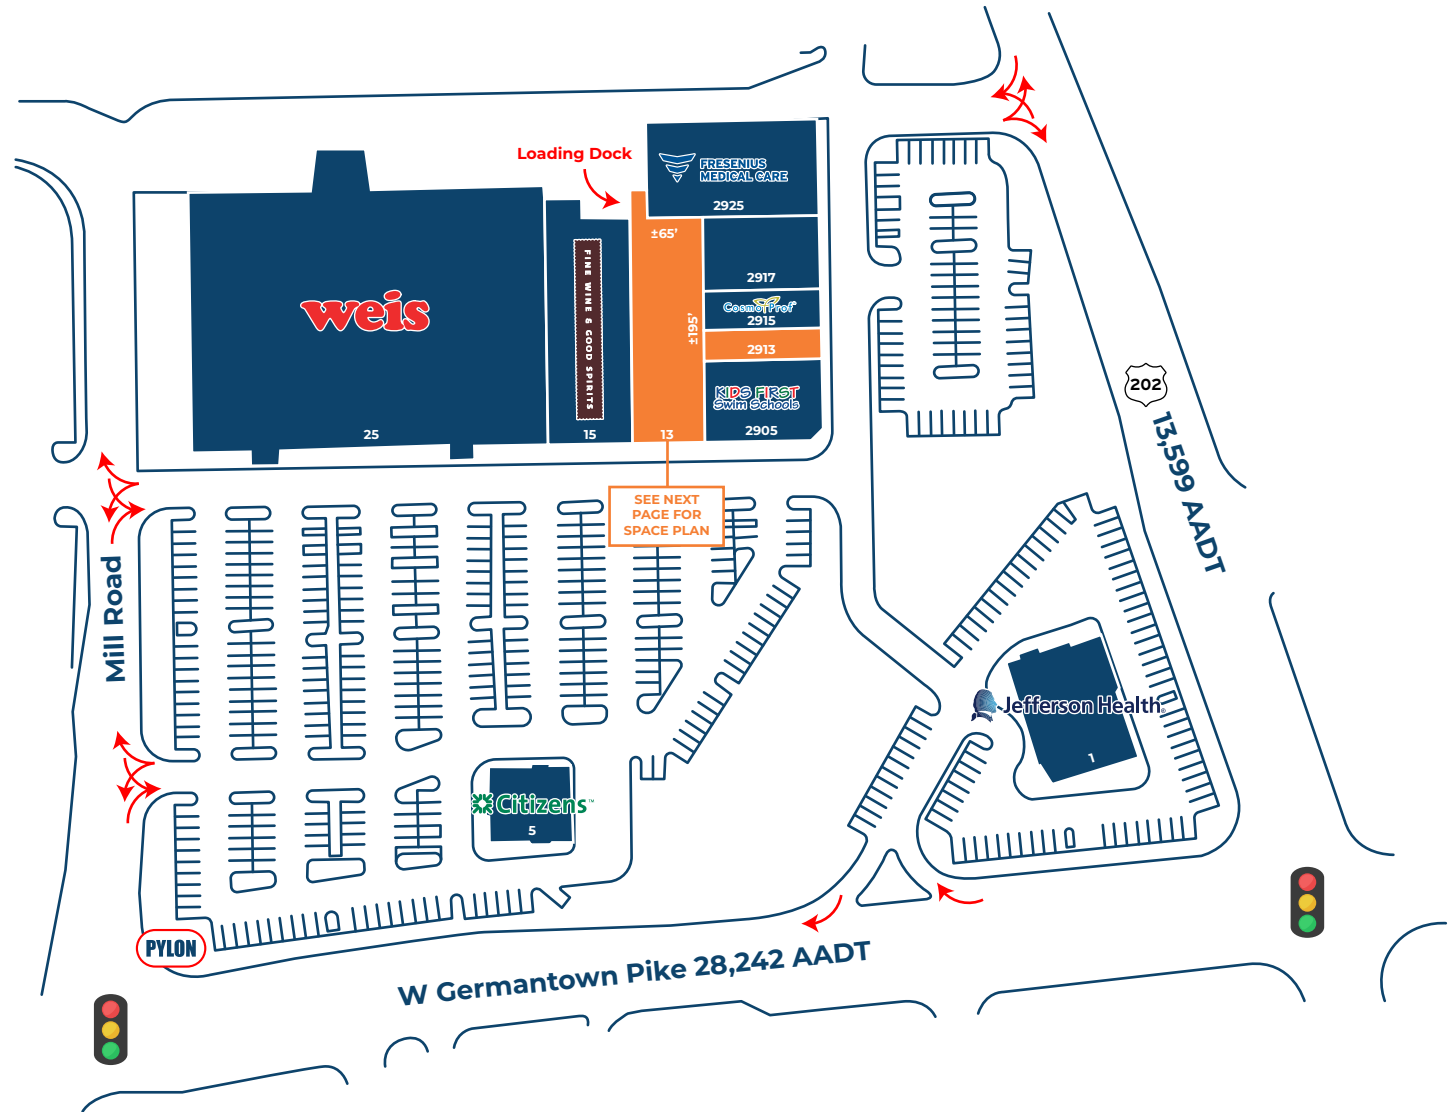 Loading Dock
FRESENIUS
MEDICAL CARE
2925
±65'
2917
CosmoProf
2915
±195'
2913
KIDS FIRST
Swim Schools
2905
weis
25
FINE WINE & GOOD SPIRITS
15
13
SEE NEXT
PAGE FOR
SPACE PLAN
202
13,599 AADT
Mill Road
Jefferson Health®
1
Citizens™
5
PYLON
W Germantown Pike 28,242 AADT